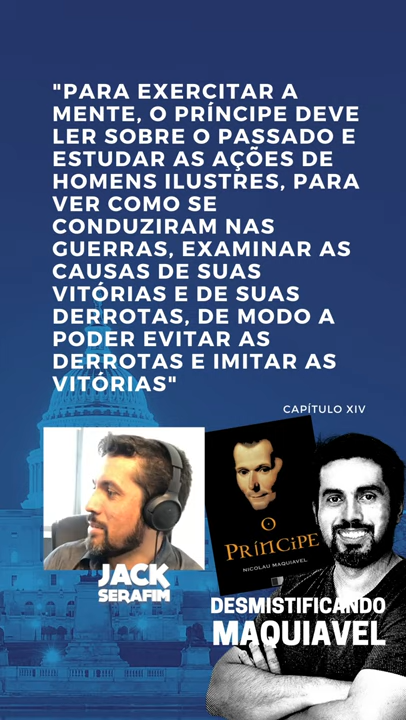 "PARA EXERCITAR A
MENTE, O PRÍNCIPE DEVE
LER SOBRE O PASSADO E
ESTUDAR AS AÇÕES DE
HOMENS ILUSTRES, PARA
VER COMO SE
CONDUZIRAM NAS
GUERRAS, EXAMINAR AS
CAUSAS DE SUAS
VITÓRIAS E DE SUAS
DERROTAS, DE MODO A
PODER EVITAR AS
DERROTAS E IMITAR AS
VITÓRIAS"
CAPÍTULO XIV
O
PRÍNCIPE
NICOLAU MAQUIAVEL
JACK
SERAFIM
DESMISTIFICANDO
MAQUIAVEL